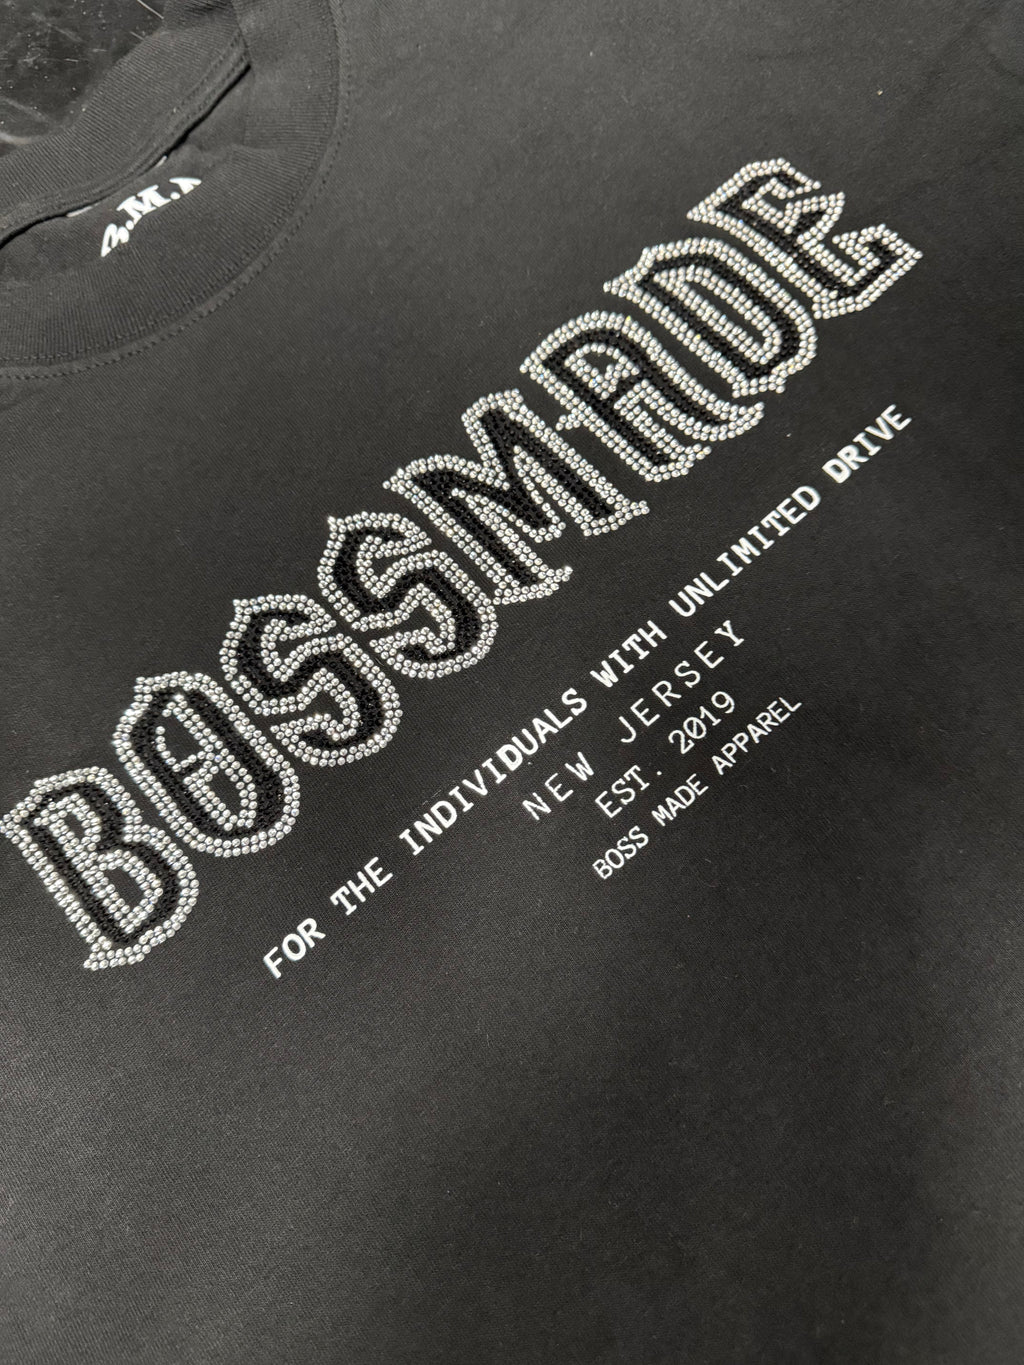 B.M.A
BOSSMADE
FOR THE INDIVIDUALS WITH UNLIMITED DRIVE
NEW JERSEY
EST. 2019
BOSS MADE APPAREL